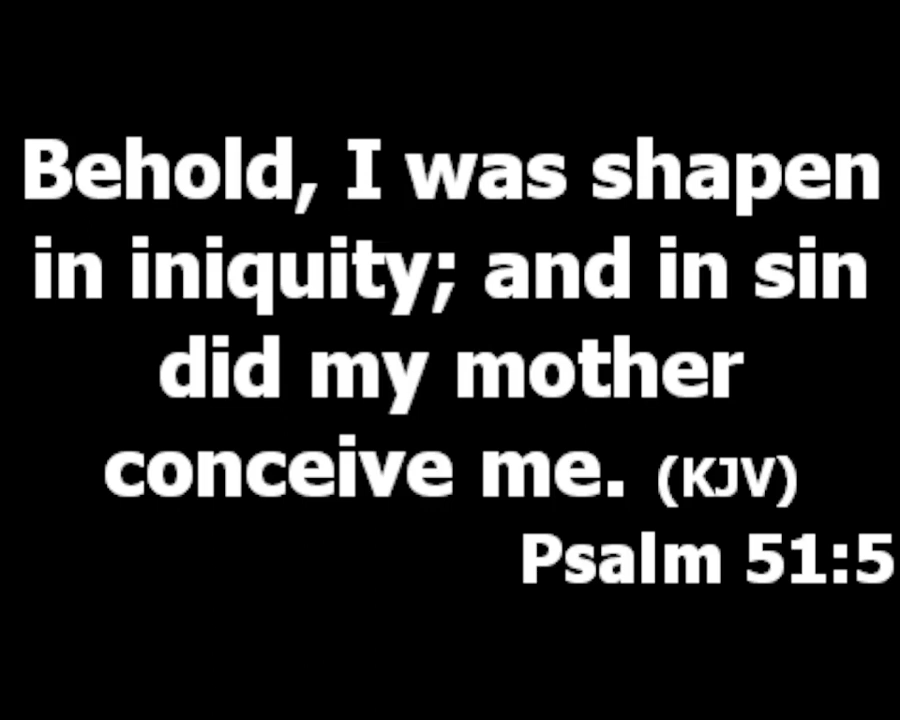 Behold, I was shapen
in iniquity; and in sin
did my mother
conceive me. (KJV)
Psalm 51:5